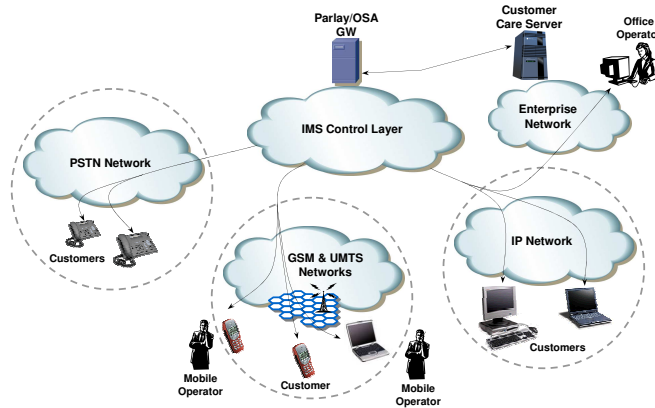 Parlay/OSA
GW
Customer
Care Server
Office
Operato
IMS Control Layer
Enterprise
Network
PSTN Network
Customers
GSM & UMTS
Networks
IP Network
Customers
Mobile
Operator
Customer
Mobile
Operator